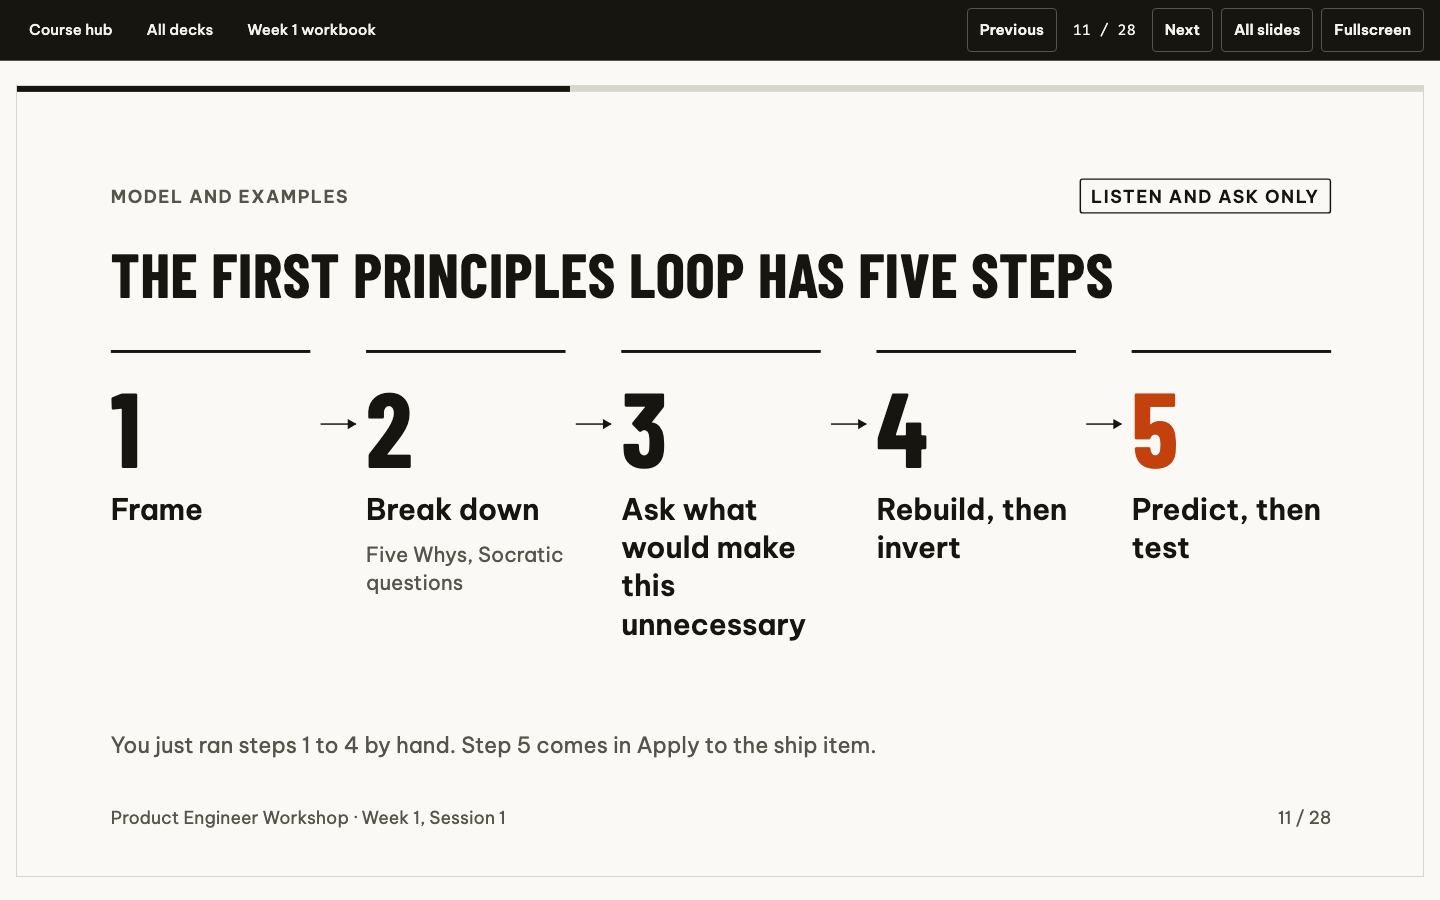 Course hub
All decks
Week 1 workbook
Previous
11 / 28
Next
All slides
Fullscreen
MODEL AND EXAMPLES
LISTEN AND ASK ONLY
THE FIRST PRINCIPLES LOOP HAS FIVE STEPS
1
Frame
2
Break down
Five Whys, Socratic
questions
3
Ask what
would make
this
unnecessary
4
Rebuild, then
invert
5
Predict, then
test
You just ran steps 1 to 4 by hand. Step 5 comes in Apply to the ship item.
Product Engineer Workshop · Week 1, Session 1
11 / 28